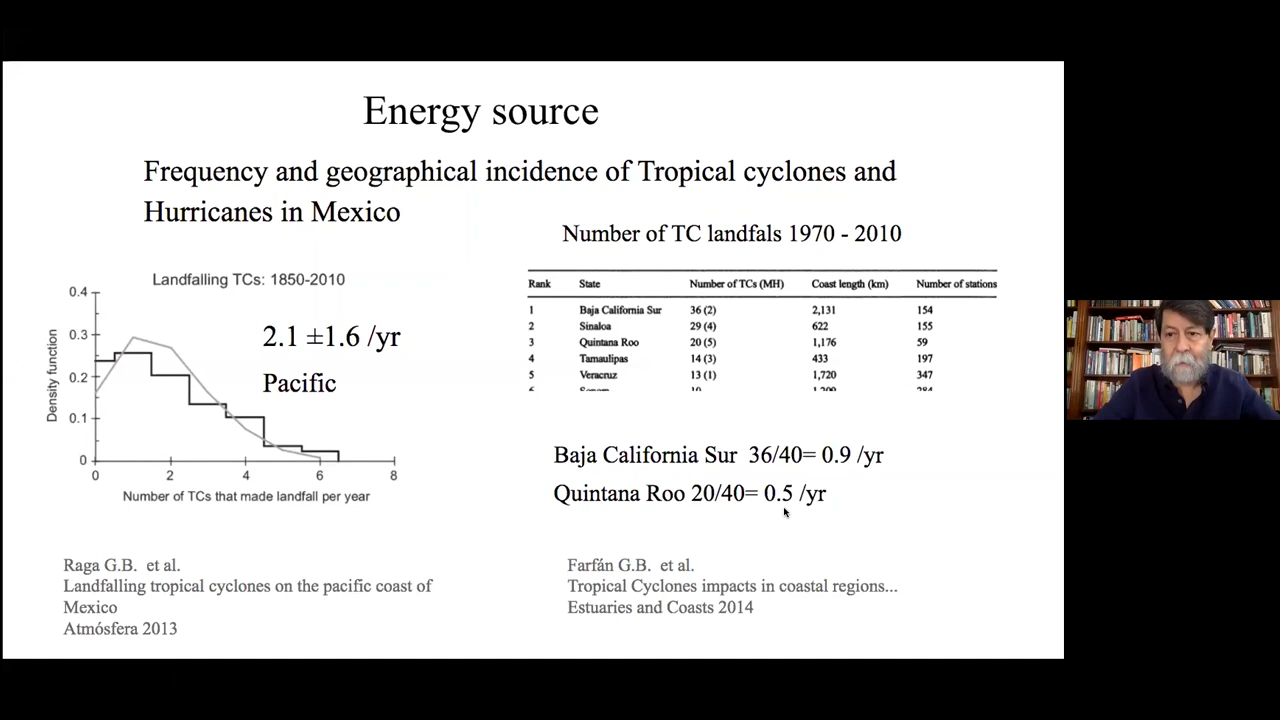 Energy source
Frequency and geographical incidence of Tropical cyclones and
Hurricanes in Mexico
Number of TC landfals 1970 - 2010
Landfalling TCs: 1850-2010
0.4
0.3
0.2
0.1
0
Density function
2.1 ±1.6 /yr
Pacific
0 2 4 6 8
Number of TCs that made landfall per year
Rank State Number of TCs (MH) Coast length (km) Number of stations
1 Baja California Sur 36 (2) 2,131 154
2 Sinaloa 29 (4) 622 155
3 Quintana Roo 20 (5) 1,176 59
4 Tamaulipas 14 (3) 433 197
5 Veracruz 13 (1) 1,720 347
Baja California Sur 36/40= 0.9 /yr
Quintana Roo 20/40= 0.5 /yr
Raga G.B. et al.
Landfalling tropical cyclones on the pacific coast of
Mexico
Atmósfera 2013
Farfán G.B. et al.
Tropical Cyclones impacts in coastal regions...
Estuaries and Coasts 2014